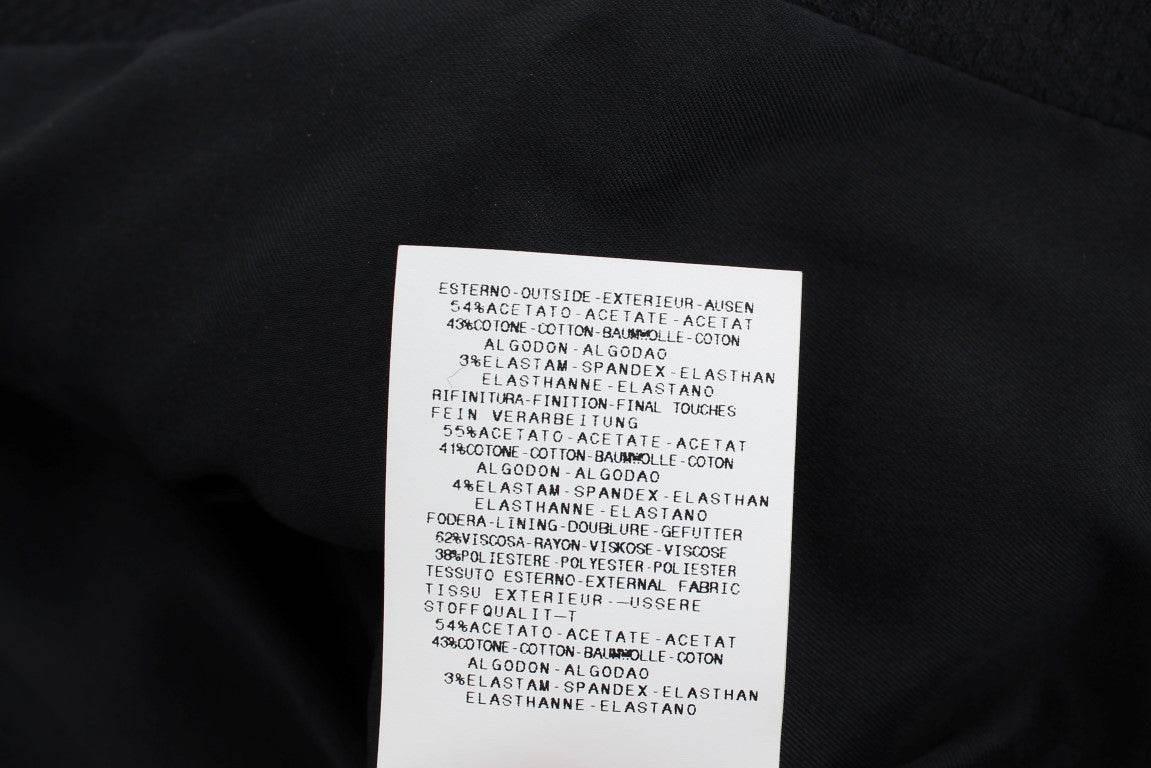 ESTERNO-OUTSIDE-EXTERIEUR-AUSEN
54%ACETATO-ACETATE-ACETAT
43%COTONE-COTTON-BAUMWOLLE-COTON
ALGODON-ALGODAO
3%ELASTAM-SPANDEX-ELASTHAN
ELASTHANNE-ELASTANO
RIFINITURA-FINITION-FINAL TOUCHES
FEIN VERARBEITUNG
55%ACETATO-ACETATE-ACETAT
41%COTONE-COTTON-BAUMWOLLE-COTON
ALGODON-ALGODAO
4%ELASTAM-SPANDEX-ELASTHAN
ELASTHANNE-ELASTANO
FODERA-LINING-DOUBLURE-GEFUTTER
62%VISCOSA-RAYON-VISKOSE-VISCOSE
38%POLIESTERE-POLYESTER-POLIESTER
TESSUTO ESTERNO-EXTERNAL FABRIC
TISSU EXTERIEUR-—USSERE
STOFFQUALIT—T
54%ACETATO-ACETATE-ACETAT
43%COTONE-COTTON-BAUMWOLLE-COTON
ALGODON-ALGODAO
3%ELASTAM-SPANDEX-ELASTHAN
ELASTHANNE-ELASTANO